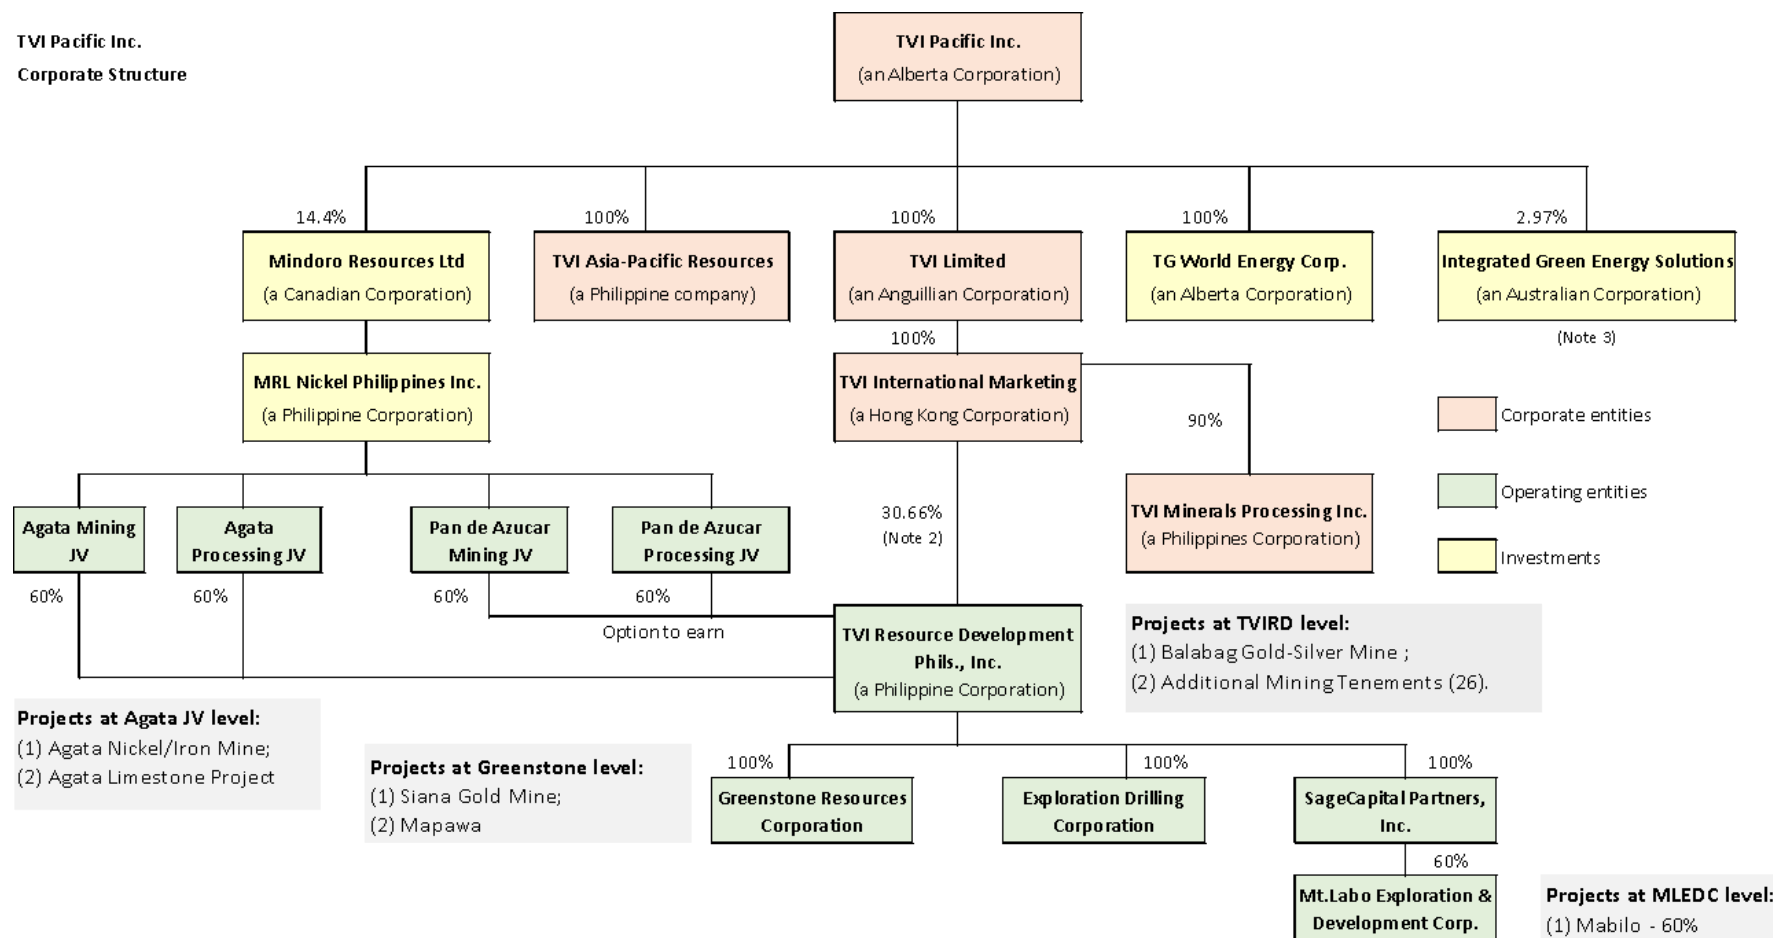 TVI Pacific Inc.
Corporate Structure
TVI Pacific Inc.
(an Alberta Corporation)
14.4%
100%
100%
100%
2.97%
Mindoro Resources Ltd
(a Canadian Corporation)
TVI Asia-Pacific Resources
(a Philippine company)
TVI Limited
(an Anguillian Corporation)
TG World Energy Corp.
(an Alberta Corporation)
Integrated Green Energy Solutions
(an Australian Corporation)
(Note 3)
100%
MRL Nickel Philippines Inc.
(a Philippine Corporation)
TVI International Marketing
(a Hong Kong Corporation)
90%
Corporate entities
Operating entities
Investments
Agata Mining
JV
Agata
Processing JV
Pan de Azucar
Mining JV
Pan de Azucar
Processing JV
30.66%
(Note 2)
TVI Minerals Processing Inc.
(a Philippines Corporation)
60%
60%
60%
60%
Option to earn
TVI Resource Development
Phils., Inc.
(a Philippine Corporation)
Projects at TVIRD level:
(1) Balabag Gold-Silver Mine ;
(2) Additional Mining Tenements (26).
Projects at Agata JV level:
(1) Agata Nickel/Iron Mine;
(2) Agata Limestone Project
Projects at Greenstone level:
(1) Siana Gold Mine;
(2) Mapawa
100%
100%
100%
Greenstone Resources
Corporation
Exploration Drilling
Corporation
SageCapital Partners,
Inc.
60%
Mt.Labo Exploration &
Development Corp.
Projects at MLEDC level:
(1) Mabilo - 60%